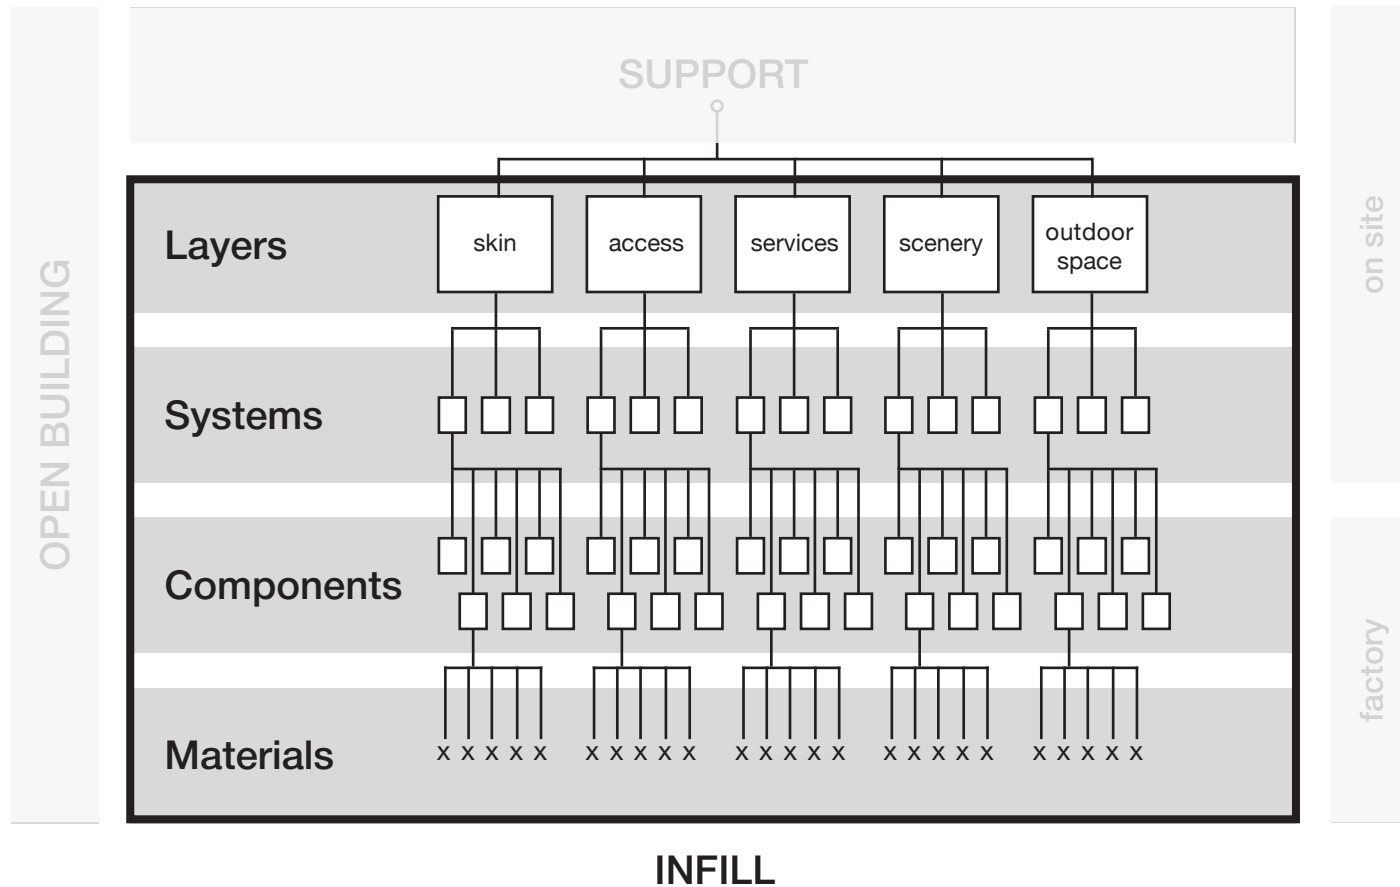 SUPPORT
OPEN BUILDING
on site
factory
Layers
skin
access
services
scenery
outdoor
space
Systems
Components
Materials
x x x x x
x x x x x
x x x x x
x x x x x
x x x x x
INFILL